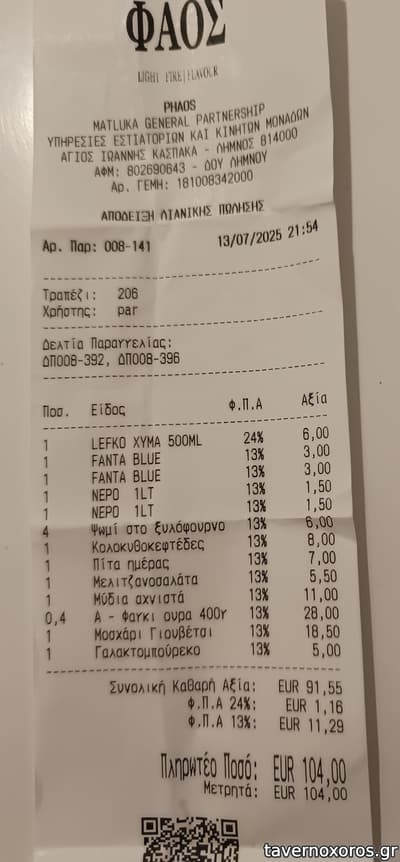 ΦΑΟΣ
LIGHT FIRE|FLAVOUR
PHAOS
MATLUKA GENERAL PARTNERSHIP
ΥΠΗΡΕΣΙΕΣ ΕΣΤΙΑΤΟΡΙΩΝ ΚΑΙ ΚΙΝΗΤΩΝ ΜΟΝΑΔΩΝ
ΑΓΙΟΣ ΙΩΑΝΝΗΣ ΚΑΣΠΑΚΑ - ΛΗΜΝΟΣ 814000
ΑΦΜ: 802690643 - ΔΟΥ ΛΗΜΝΟΥ
Αρ. ΓΕΜΗ: 181008342000
ΑΠΟΔΕΙΞΗ ΛΙΑΝΙΚΗΣ ΠΩΛΗΣΗΣ
Αρ. Παρ: 008-141 13/07/2025 21:54
Τραπέζι: 206
Χρήστης: par
Δελτία Παραγγελίας:
ΔΠ008-392, ΔΠ008-396
Ποσ. Είδος Φ.Π.Α Αξία
1 LEFKO XYMA 500ML 24% 6,00
1 FANTA BLUE 13% 3,00
1 FANTA BLUE 13% 3,00
1 ΝΕΡΟ 1LT 13% 1,50
1 ΝΕΡΟ 1LT 13% 1,50
4 Ψωμί στο ξυλόφουρνο 13% 6,00
1 Κολοκυθοκεφτέδες 13% 8,00
1 Πίτα ημέρας 13% 7,00
1 Μελιτζανοσαλάτα 13% 5,50
1 Μύδια αχνιστά 13% 11,00
0,4 Α - Φαγκι ουρα 400γ 13% 28,00
1 Μοσχάρι Γιουβέτσι 13% 18,50
1 Γαλακτομπούρεκο 13% 5,00
Συνολική Καθαρή Αξία: EUR 91,55
Φ.Π.Α 24%: EUR 1,16
Φ.Π.Α 13%: EUR 11,29
Πληρωτέο Ποσό: EUR 104,00
Μετρητά: EUR 104,00
tavernoxoros.gr